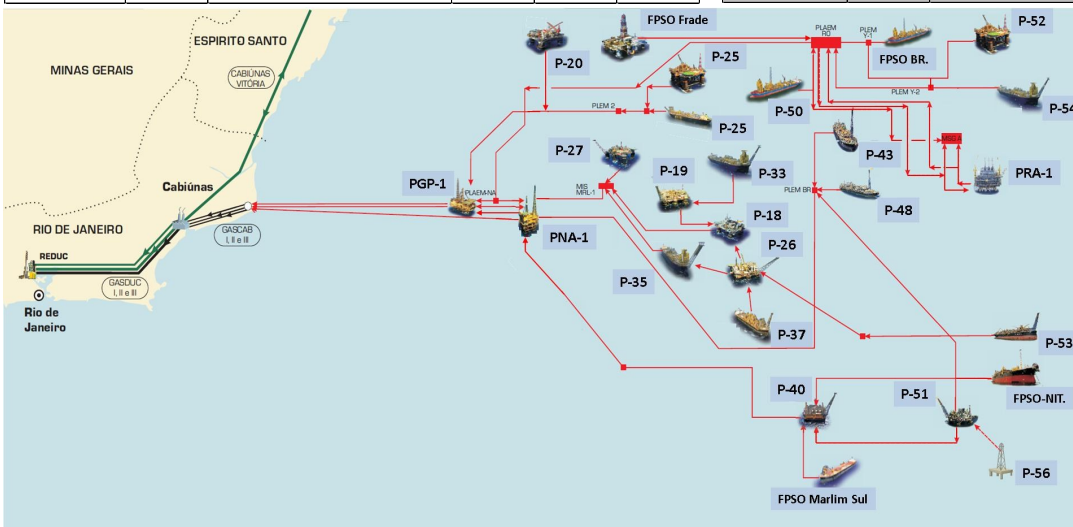 FPSO Frade
PLAEM
RO
PLEM
Y-1
P-52
ESPIRITO SANTO
P-20
P-25
FPSO BR.
MINAS GERAIS
CABIÚNAS
VITÓRIA
PLEM Y-2
P-54
PLEM 2
P-50
P-25
P-43
P-27
P-19
P-33
PRA-1
Cabiúnas
PGP-1
PLAEM-NA
MIS
MRL-1
PLEM BR
P-48
RIO DE JANEIRO
GASCAB
I, II e III
PNA-1
P-18
P-26
REDUC
P-35
GASDUC
I, II e III
Rio de
Janeiro
P-37
P-53
P-40
P-51
FPSO-NIT.
P-56
FPSO Marlim Sul